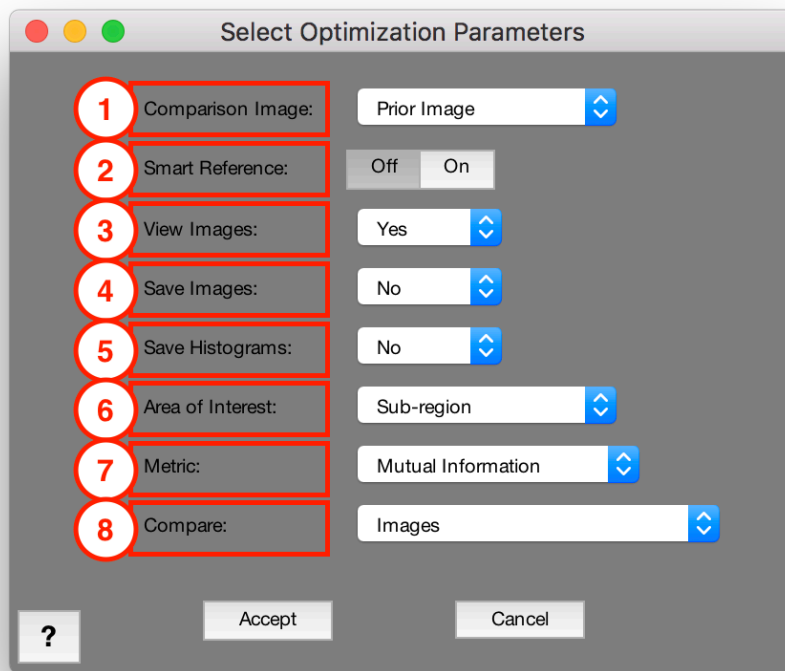 Select Optimization Parameters
1 Comparison Image: Prior Image
2 Smart Reference: Off On
3 View Images: Yes
4 Save Images: No
5 Save Histograms: No
6 Area of Interest: Sub-region
7 Metric: Mutual Information
8 Compare: Images
? Accept Cancel